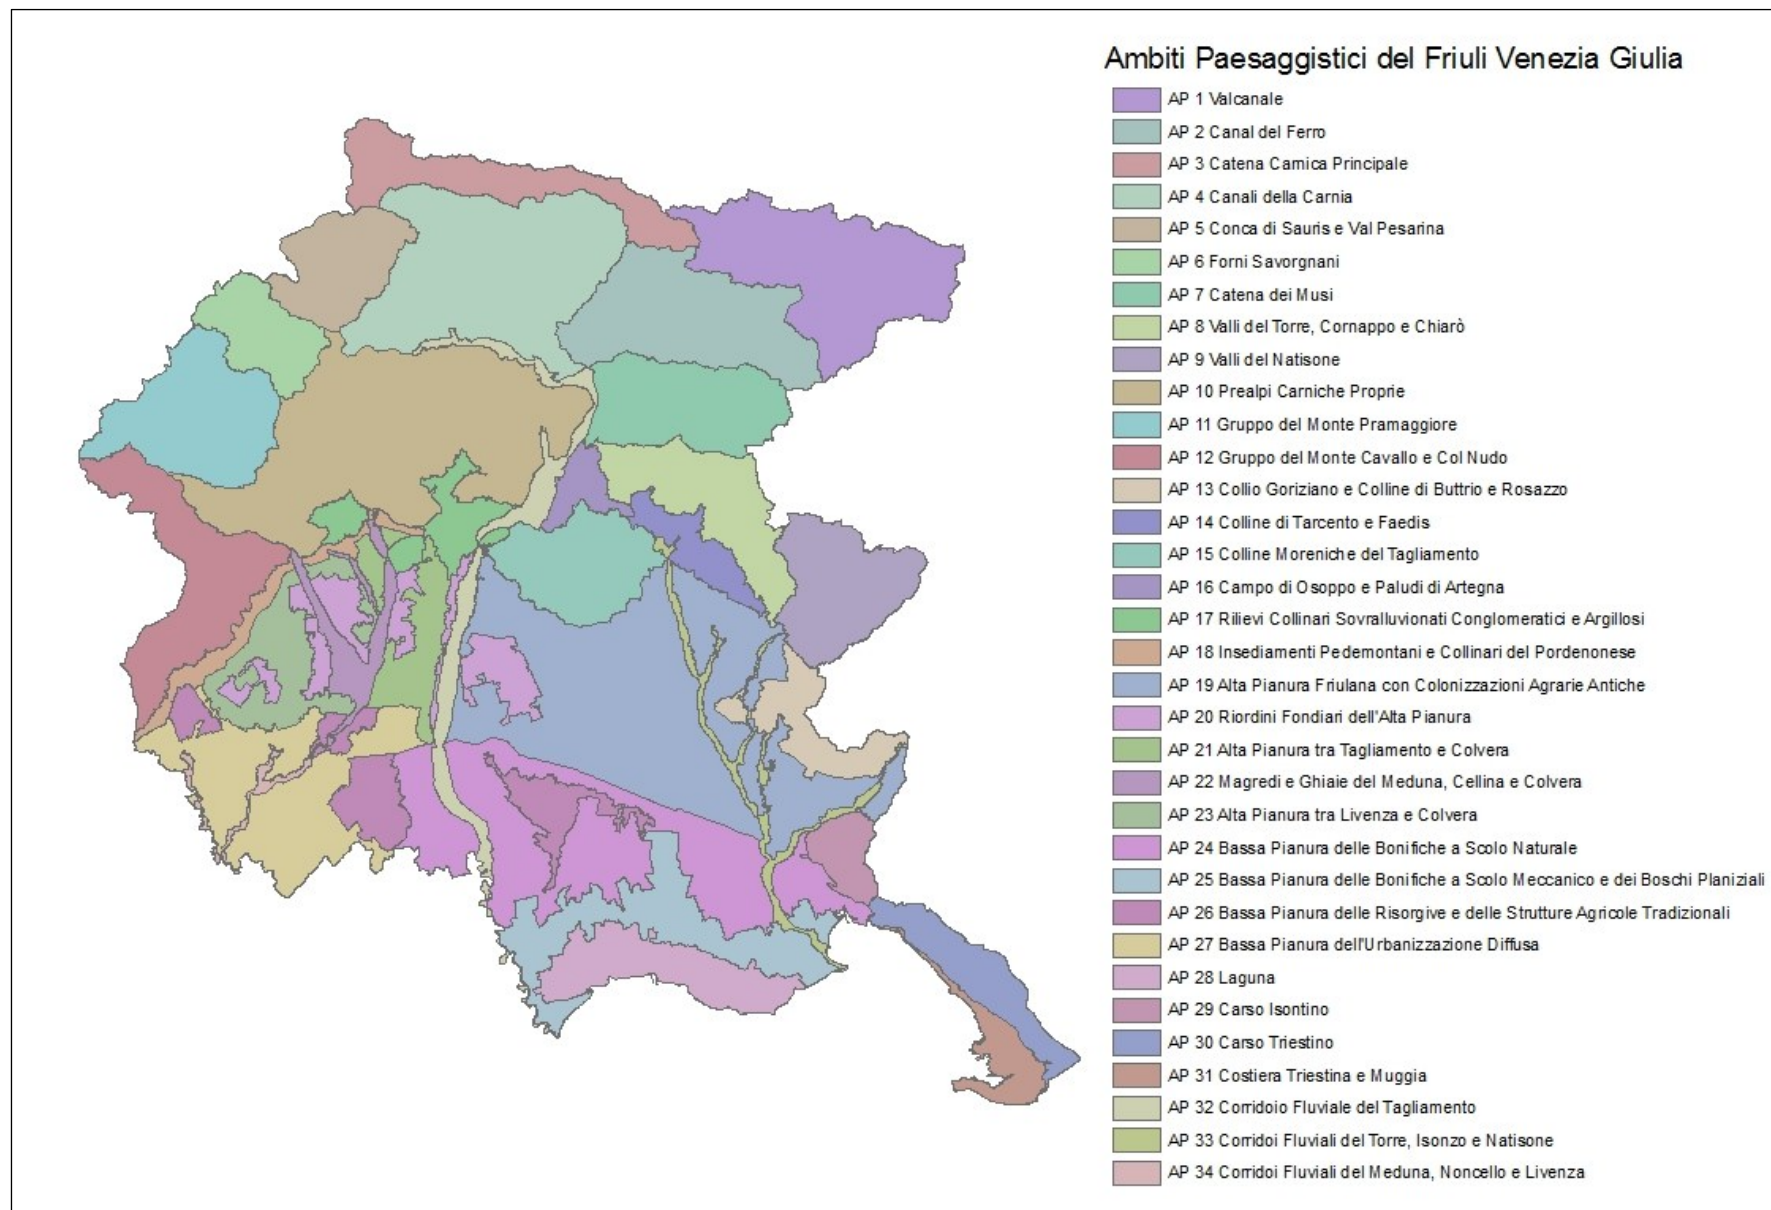 Ambiti Paesaggistici del Friuli Venezia Giulia
AP 1 Valcanale
AP 2 Canal del Ferro
AP 3 Catena Carnica Principale
AP 4 Canali della Carnia
AP 5 Conca di Sauris e Val Pesarina
AP 6 Forni Savorgnani
AP 7 Catena dei Musi
AP 8 Valli del Torre, Cornappo e Chiarò
AP 9 Valli del Natisone
AP 10 Prealpi Carniche Proprie
AP 11 Gruppo del Monte Pramaggiore
AP 12 Gruppo del Monte Cavallo e Col Nudo
AP 13 Collio Goriziano e Colline di Buttrio e Rosazzo
AP 14 Colline di Tarcento e Faedis
AP 15 Colline Moreniche del Tagliamento
AP 16 Campo di Osoppo e Paludi di Artegna
AP 17 Rilievi Collinari Sovralluvionati Conglomeratici e Argillosi
AP 18 Insediamenti Pedemontani e Collinari del Pordenonese
AP 19 Alta Pianura Friulana con Colonizzazioni Agrarie Antiche
AP 20 Riordini Fondiari dell'Alta Pianura
AP 21 Alta Pianura tra Tagliamento e Colvera
AP 22 Magredi e Ghiaie del Meduna, Cellina e Colvera
AP 23 Alta Pianura tra Livenza e Colvera
AP 24 Bassa Pianura delle Bonifiche a Scolo Naturale
AP 25 Bassa Pianura delle Bonifiche a Scolo Meccanico e dei Boschi Planiziali
AP 26 Bassa Pianura delle Risorgive e delle Strutture Agricole Tradizionali
AP 27 Bassa Pianura dell'Urbanizzazione Diffusa
AP 28 Laguna
AP 29 Carso Isontino
AP 30 Carso Triestino
AP 31 Costiera Triestina e Muggia
AP 32 Corridoio Fluviale del Tagliamento
AP 33 Corridoi Fluviali del Torre, Isonzo e Natisone
AP 34 Corridoi Fluviali del Meduna, Noncello e Livenza